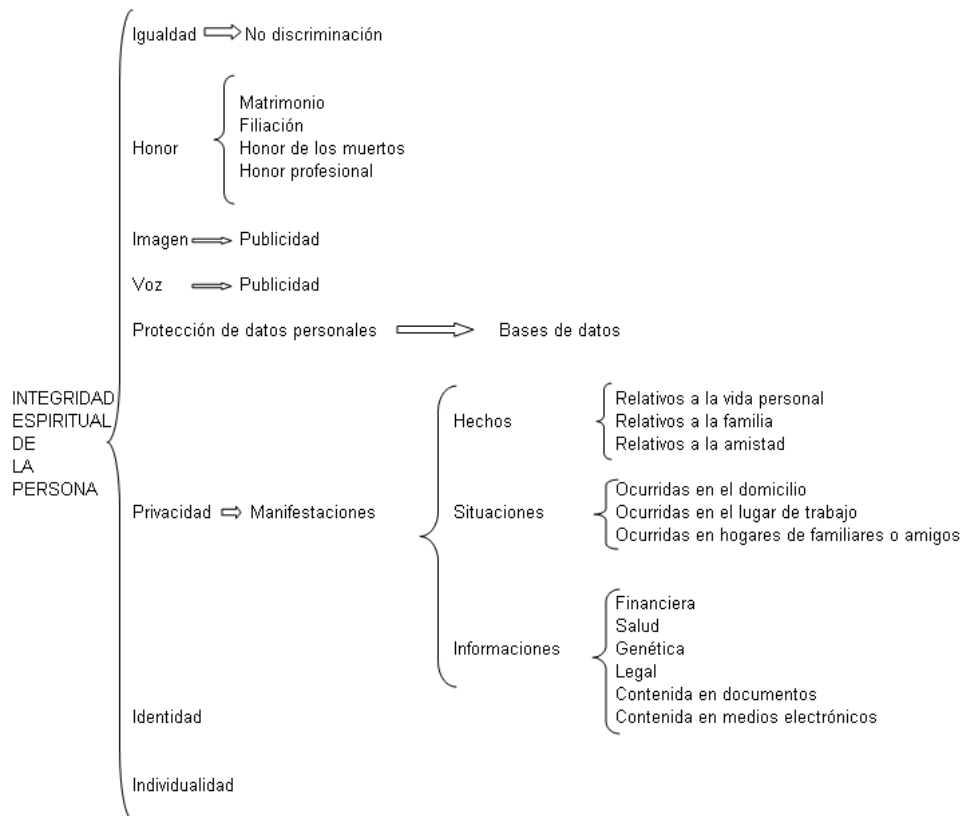 Igualdad No discriminación
Honor
Matrimonio
Filiación
Honor de los muertos
Honor profesional
Imagen Publicidad
Voz Publicidad
Protección de datos personales Bases de datos
INTEGRIDAD
ESPIRITUAL
DE
LA
PERSONA
Privacidad Manifestaciones
Hechos
Relativos a la vida personal
Relativos a la familia
Relativos a la amistad
Situaciones
Ocurridas en el domicilio
Ocurridas en el lugar de trabajo
Ocurridas en hogares de familiares o amigos
Informaciones
Financiera
Salud
Genética
Legal
Contenida en documentos
Contenida en medios electrónicos
Identidad
Individualidad